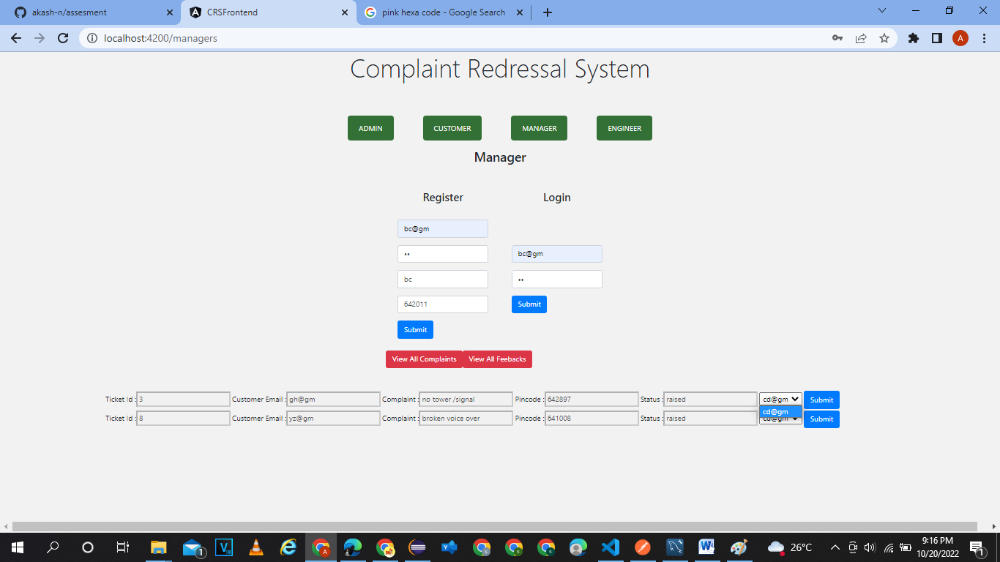 akash-n/assesment
CRSFrontend
pink hexa code - Google Search
localhost:4200/managers
A
Complaint Redressal System
ADMIN CUSTOMER MANAGER ENGINEER
Manager
Register Login
bc@gm
•• bc@gm
bc ••
642011 Submit
Submit
View All Complaints View All Feebacks
Ticket Id : 3 Customer Email : gh@gm Complaint : no tower /signal Pincode : 642897 Status : raised cd@gm Submit
cd@gm
Ticket Id : 8 Customer Email : yz@gm Complaint : broken voice over Pincode : 641008 Status : raised cd@gm Submit
26°C
9:16 PM
10/20/2022
1
1